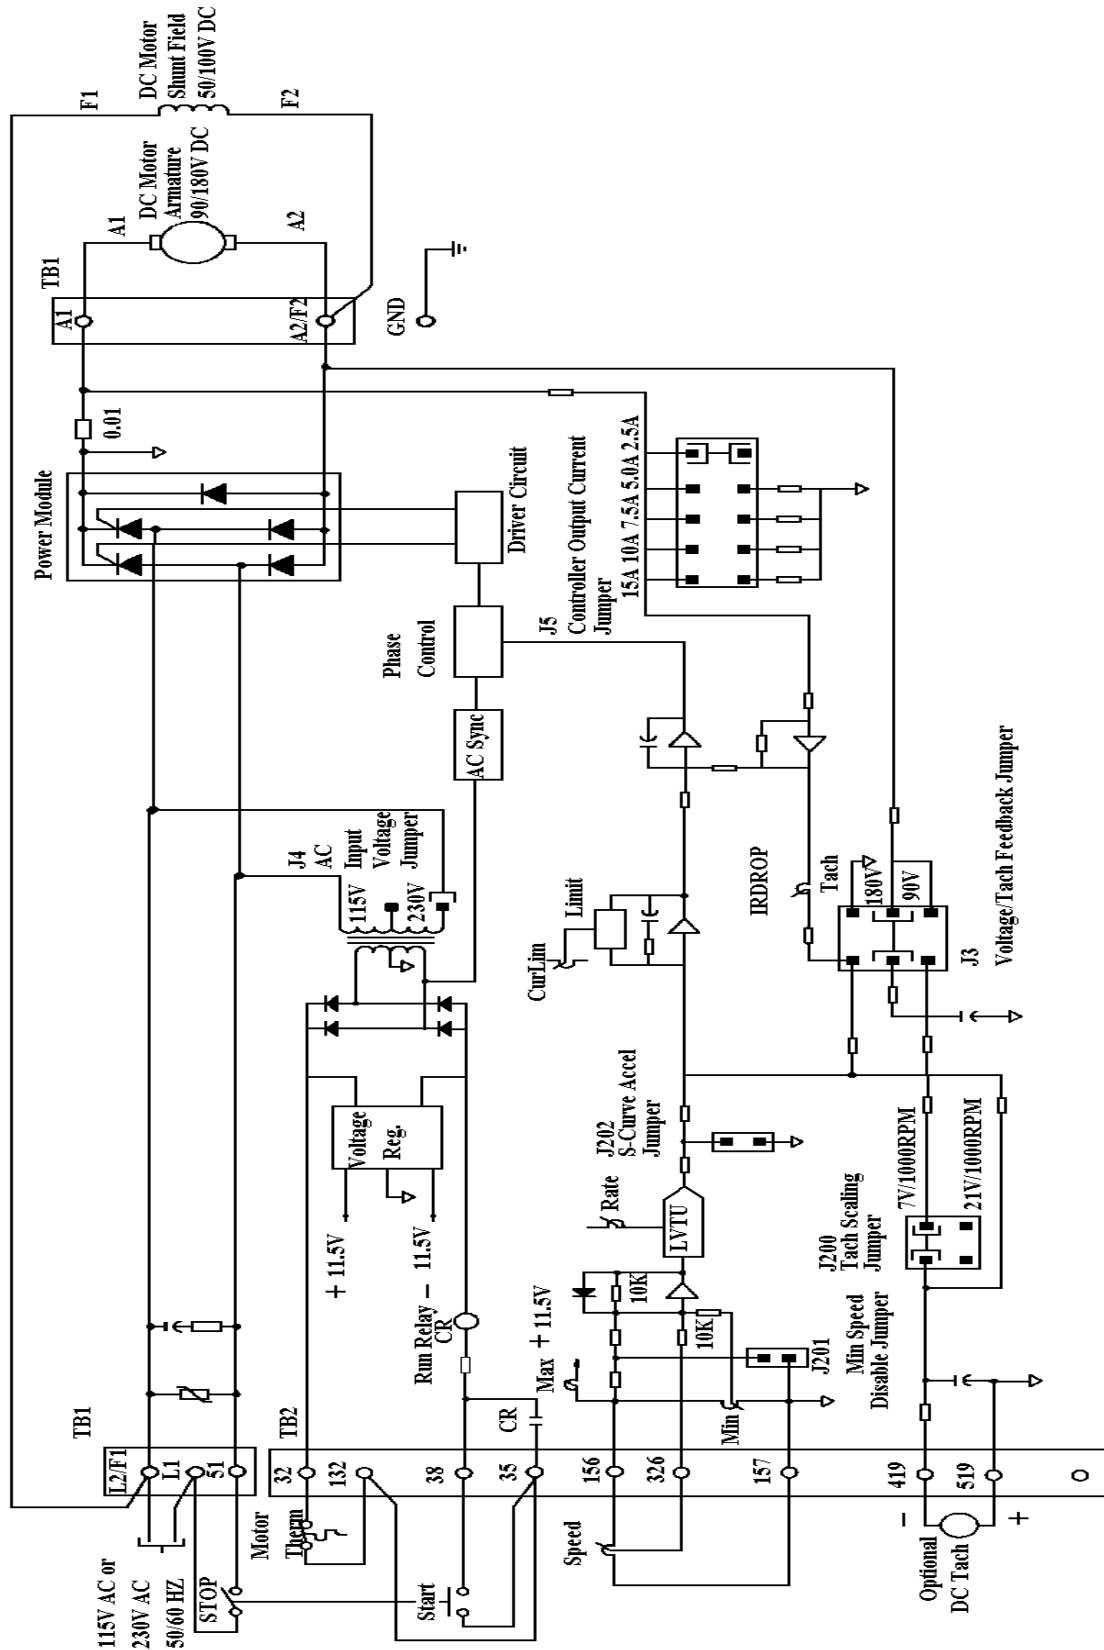 115V AC or
230V AC
50/60 HZ
STOP
TB1
L2/F1
L1
51
Power Module
0.01
TB1
A1
A2/F2
A1
A2
F1
F2
DC Motor
Armature
90/180V DC
DC Motor
Shunt Field
50/100V DC
GND
J4
AC
Input
Voltage
Jumper
115V
230V
AC Sync
Phase
Control
Driver Circuit
Motor
Therm
TB2
32
132
38
35
CR
Run Relay
CR
+ 11.5V
− 11.5V
Voltage
Reg.
Start
J5
Controller Output Current
Jumper
15A 10A 7.5A 5.0A 2.5A
Speed
156
326
157
Max
+ 11.5V
Min
10K
10K
J201
Min Speed
Disable Jumper
LVTU
Rate
J202
S-Curve Accel
Jumper
CurLim
Limit
IRDROP
Tach
180V
90V
J3
Voltage/Tach Feedback Jumper
J200
Tach Scaling
Jumper
7V/1000RPM
21V/1000RPM
419
519
Optional
DC Tach
−
+